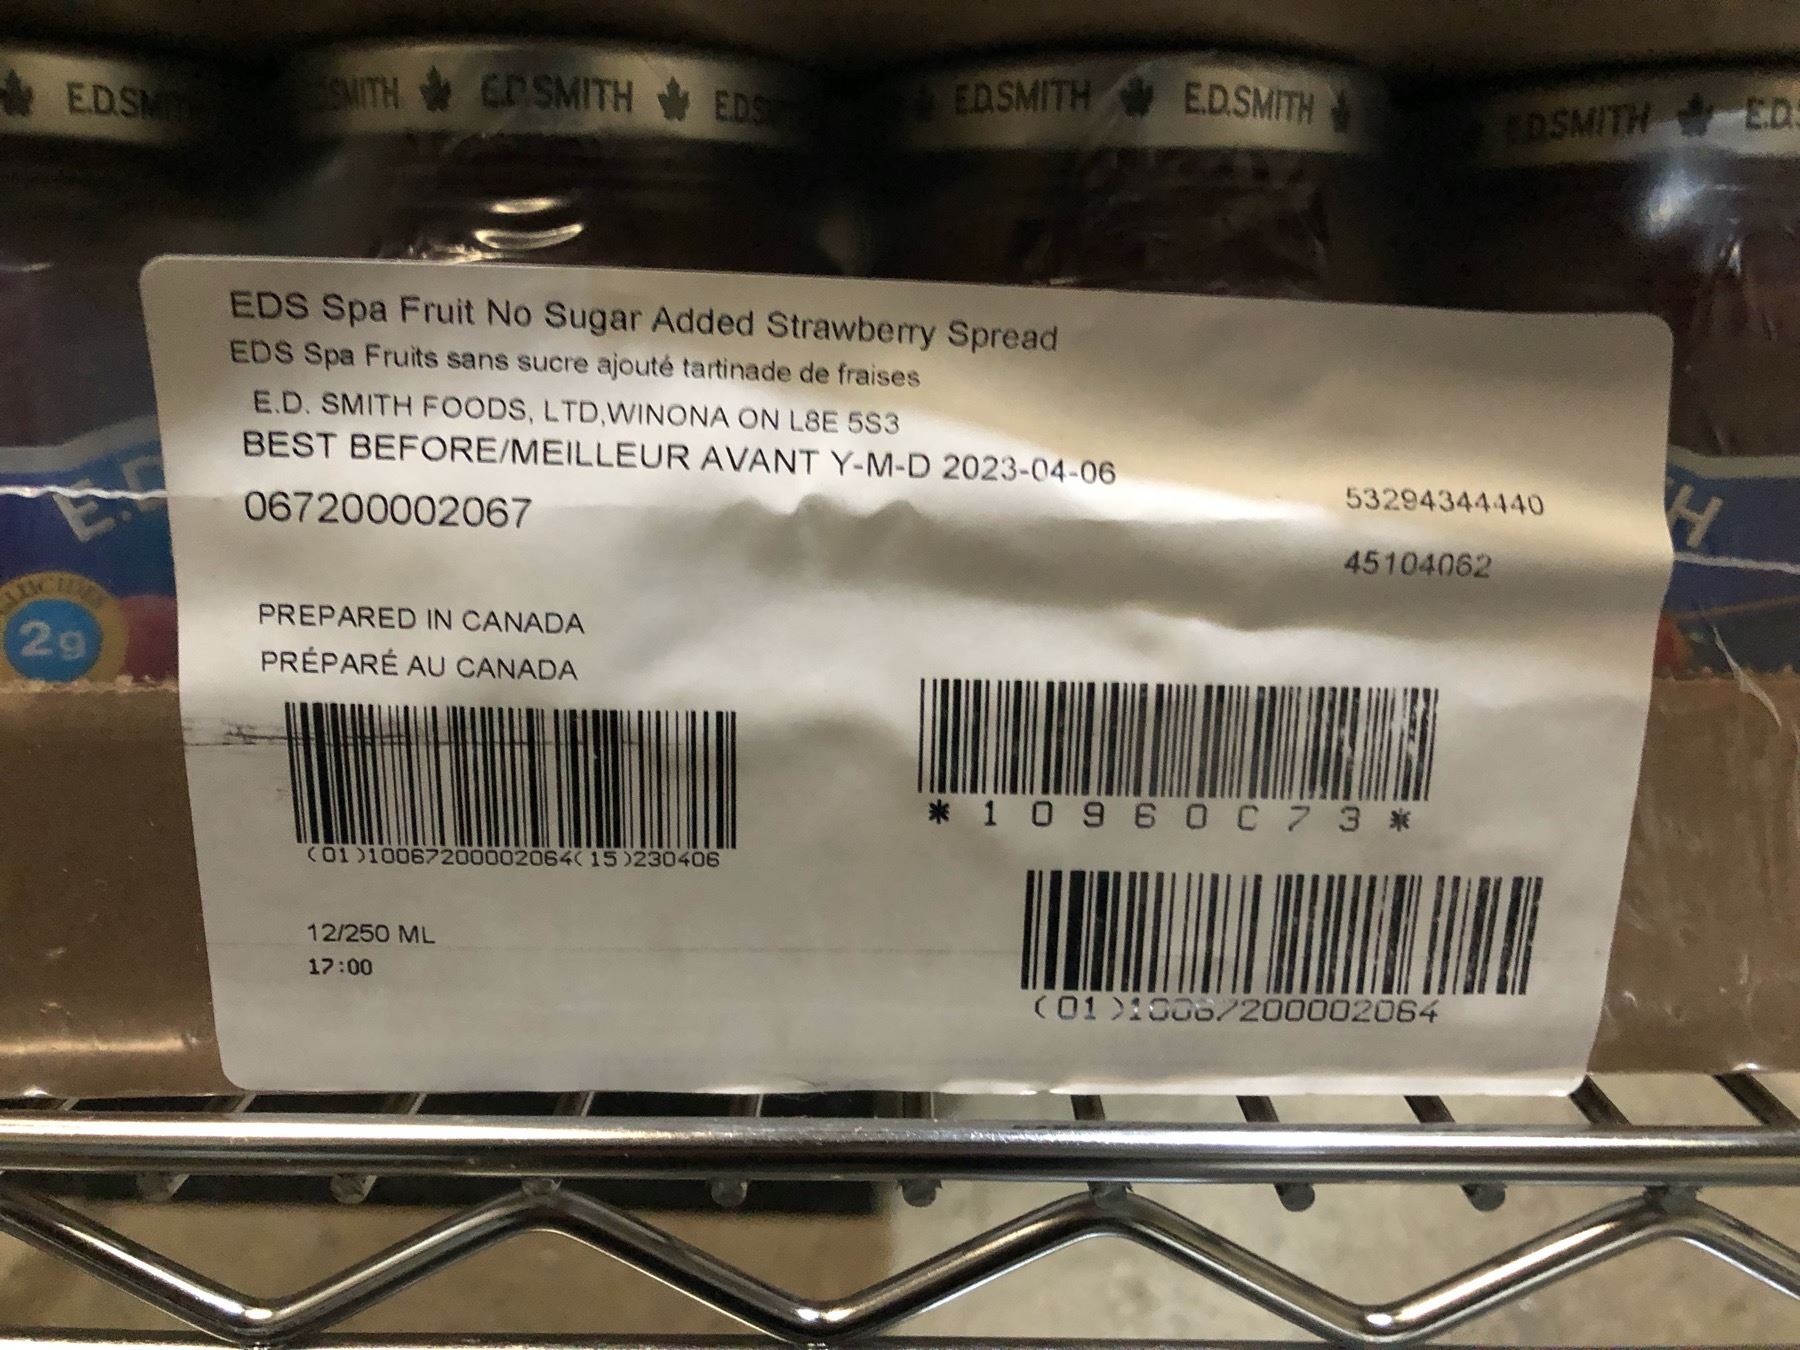 E.D.SMITH
SMITH E.D.SMITH E.D.S
E.D.SMITH E.D.SMITH
D.SMITH E.D.S
EDS Spa Fruit No Sugar Added Strawberry Spread
EDS Spa Fruits sans sucre ajouté tartinade de fraises
E.D. SMITH FOODS, LTD,WINONA ON L8E 5S3
BEST BEFORE/MEILLEUR AVANT Y-M-D 2023-04-06
067200002067
53294344440
45104062
E.D
H
2g
PREPARED IN CANADA
PRÉPARÉ AU CANADA
(01)10067200002064(15)230406
*10960C73*
12/250 ML
17:00
(01)10067200002064